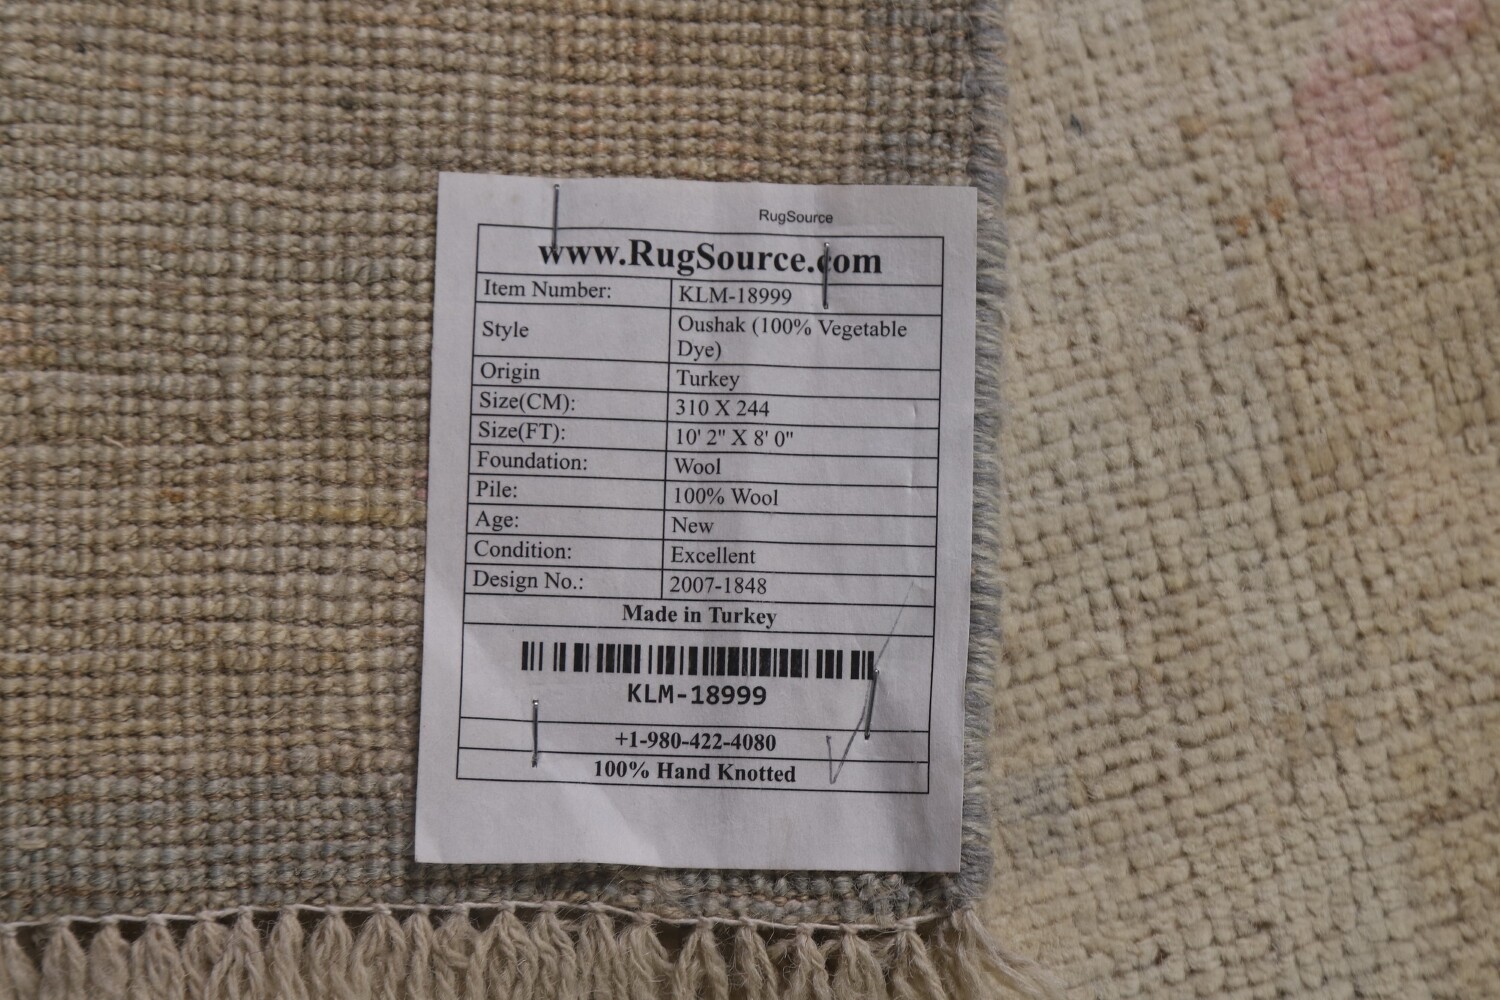 RugSource
www.RugSource.com
Item Number: KLM-18999
Style Oushak (100% Vegetable
Dye)
Origin Turkey
Size(CM): 310 X 244
Size(FT): 10' 2" X 8' 0"
Foundation: Wool
Pile: 100% Wool
Age: New
Condition: Excellent
Design No.: 2007-1848
Made in Turkey
KLM-18999
+1-980-422-4080
100% Hand Knotted